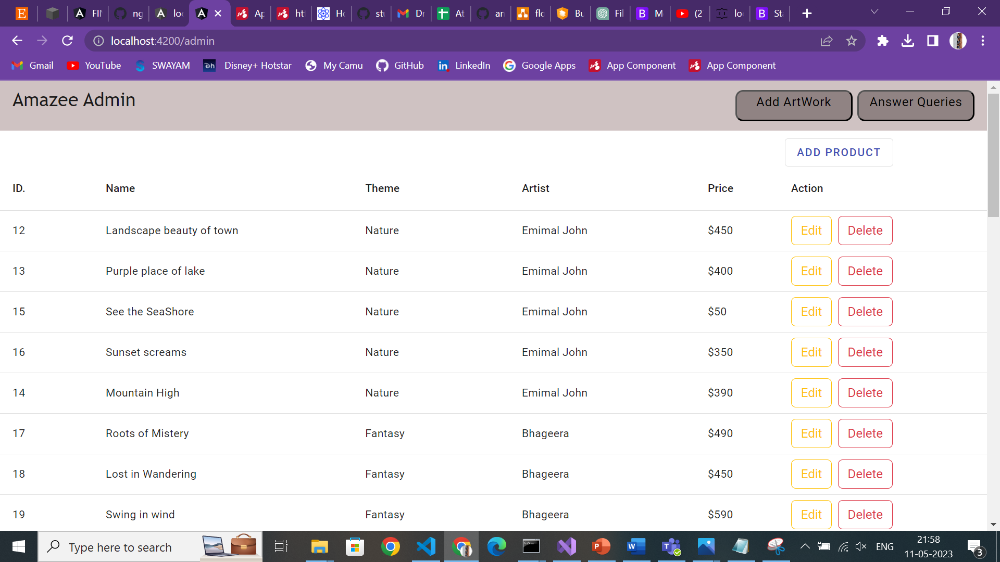 FI ng loc Ap htt Ho stu Dr At an flo Bu Fil M (2 lo St
localhost:4200/admin
Gmail YouTube SWAYAM Disney+ Hotstar My Camu GitHub LinkedIn Google Apps App Component App Component
Amazee Admin Add ArtWork Answer Queries
ADD PRODUCT
ID. Name Theme Artist Price Action
12 Landscape beauty of town Nature Emimal John $450 Edit Delete
13 Purple place of lake Nature Emimal John $400 Edit Delete
15 See the SeaShore Nature Emimal John $50 Edit Delete
16 Sunset screams Nature Emimal John $350 Edit Delete
14 Mountain High Nature Emimal John $390 Edit Delete
17 Roots of Mistery Fantasy Bhageera $490 Edit Delete
18 Lost in Wandering Fantasy Bhageera $450 Edit Delete
19 Swing in wind Fantasy Bhageera $590 Edit Delete
Type here to search ENG 21:58
11-05-2023 3